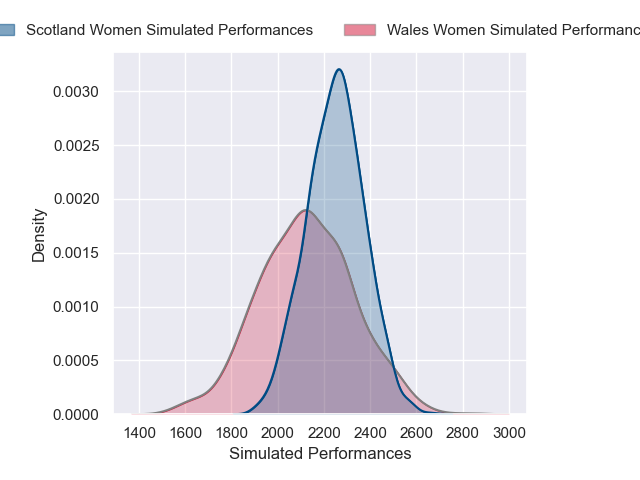 Scotland Women Simulated Performances
Wales Women Simulated Performanc
0.0030
0.0025
0.0020
0.0015
0.0010
0.0005
0.0000
Density
1400 1600 1800 2000 2200 2400 2600 2800 3000
Simulated Performances